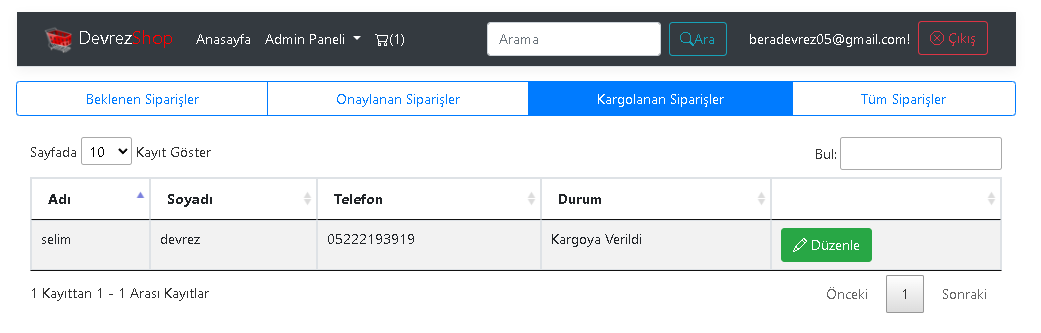 DevrezShop Anasayfa Admin Paneli (1) Arama Ara beradevrez05@gmail.com! Çıkış
Beklenen Siparişler Onaylanan Siparişler Kargolanan Siparişler Tüm Siparişler
Sayfada 10 Kayıt Göster Bul:
Adı Soyadı Telefon Durum
selim devrez 05222193919 Kargoya Verildi Düzenle
1 Kayıttan 1 - 1 Arası Kayıtlar Önceki 1 Sonraki